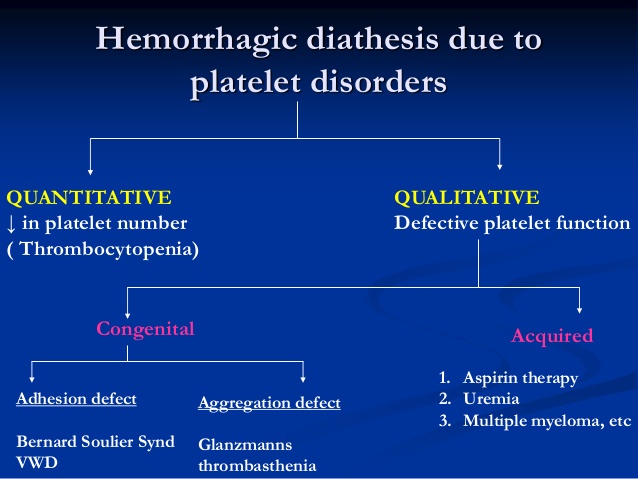 Hemorrhagic diathesis due to
platelet disorders
QUANTITATIVE
↓ in platelet number
( Thrombocytopenia)
QUALITATIVE
Defective platelet function
Congenital
Acquired
Adhesion defect
Bernard Soulier Synd
VWD
Aggregation defect
Glanzmanns
thrombasthenia
1. Aspirin therapy
2. Uremia
3. Multiple myeloma, etc